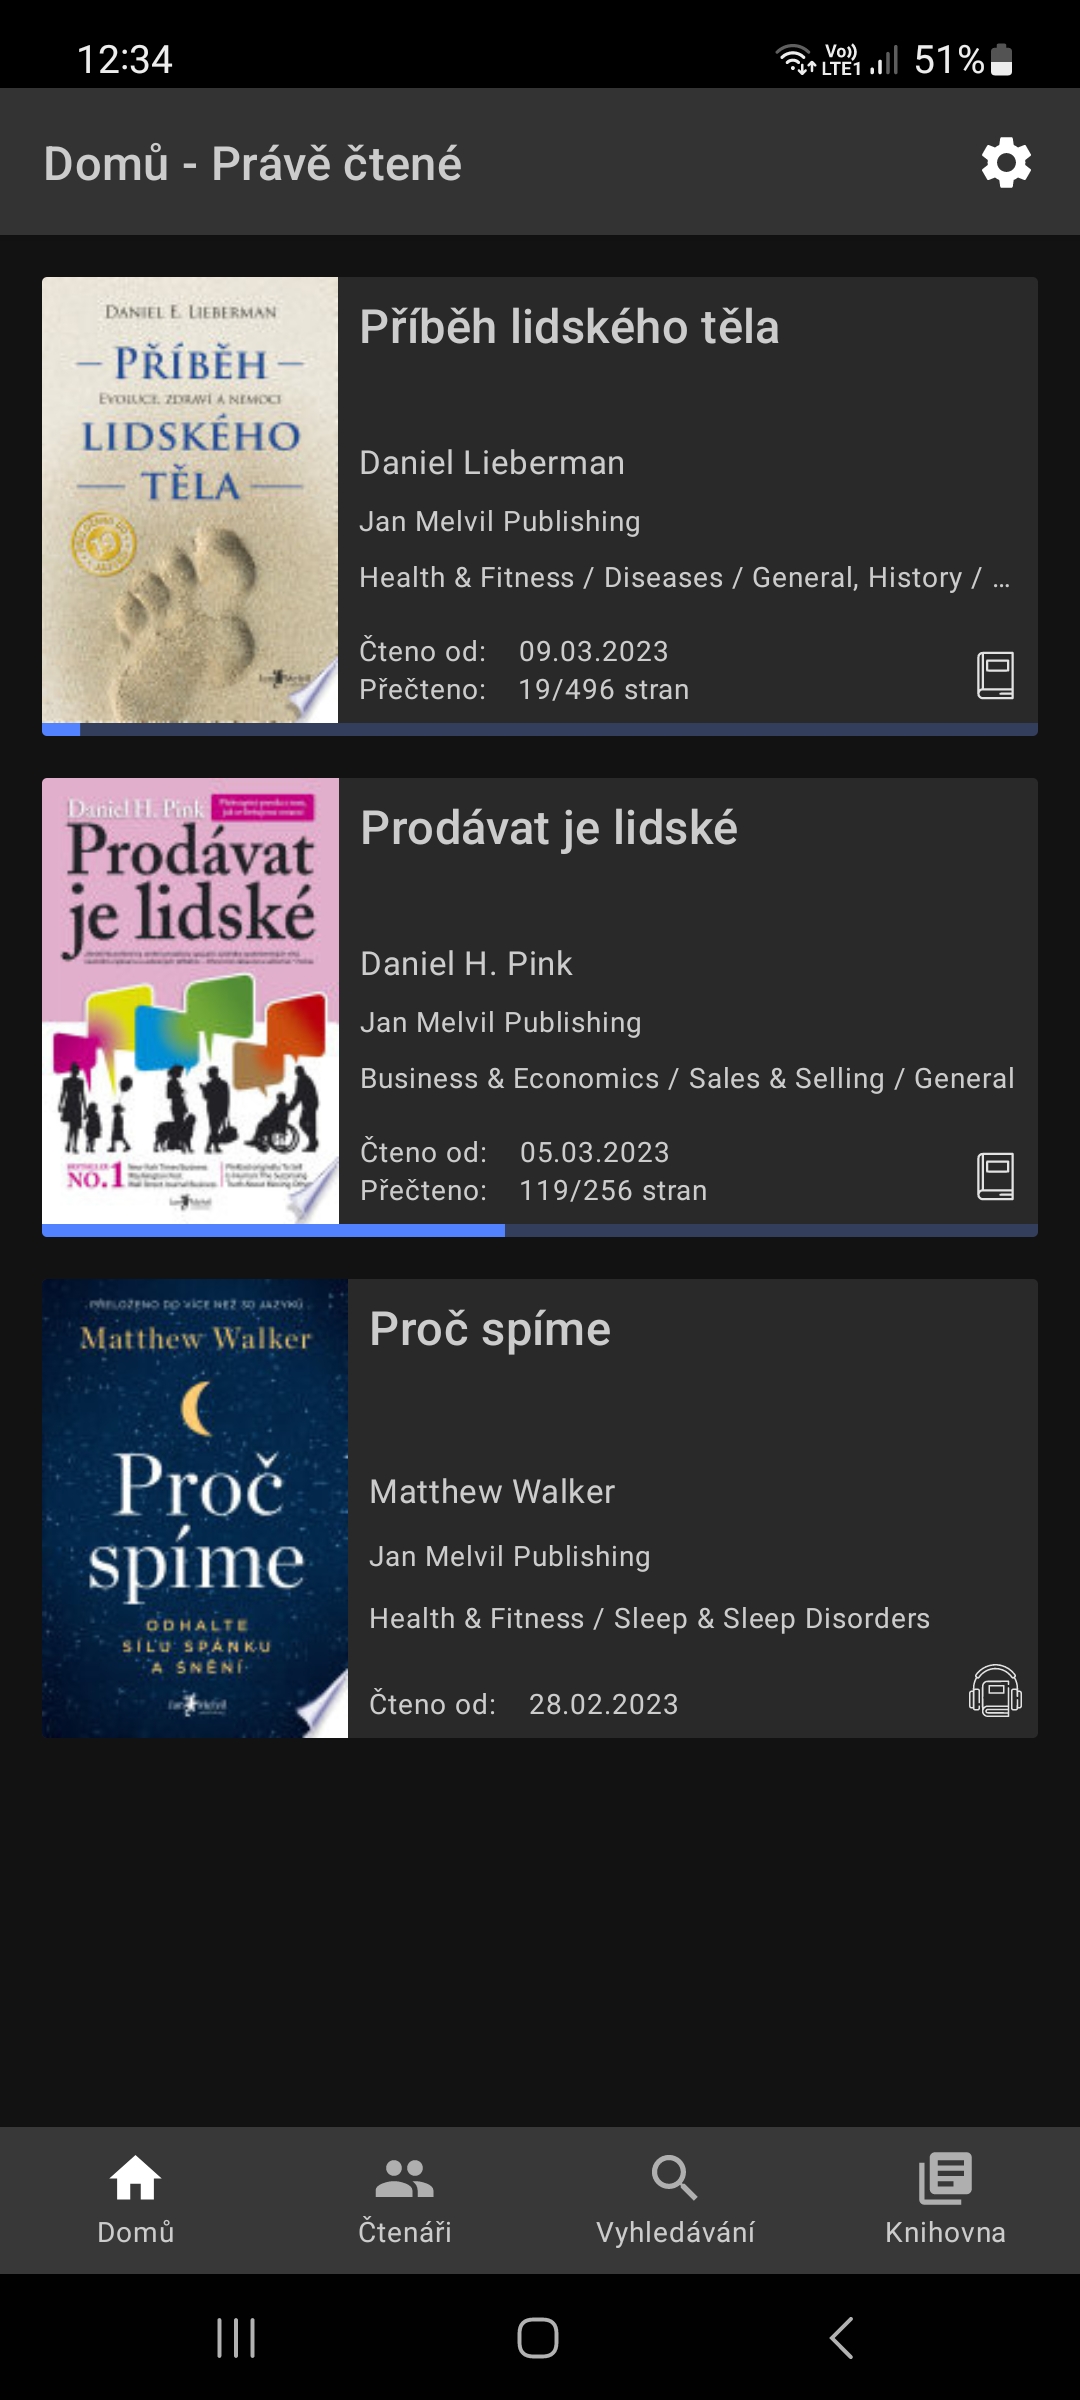 12:34
Vo)) LTE1 51%
Domů - Právě čtené
DANIEL E. LIEBERMAN
PŘÍBĚH
EVOLUCE, ZDRAVÍ A NEMOCI
LIDSKÉHO
TĚLA
Příběh lidského těla
Daniel Lieberman
Jan Melvil Publishing
Health & Fitness / Diseases / General, History / ...
Čteno od: 09.03.2023
Přečteno: 19/496 stran
Daniel H. Pink
Prodávat
je lidské
BESTSELLER
NO.1
Prodávat je lidské
Daniel H. Pink
Jan Melvil Publishing
Business & Economics / Sales & Selling / General
Čteno od: 05.03.2023
Přečteno: 119/256 stran
PŘELOŽENO DO VÍCE NEŽ 30 JAZYKŮ
Matthew Walker
Proč
spíme
ODHALTE
SÍLU SPÁNKU
A SNĚNÍ
Jan Melvil
Proč spíme
Matthew Walker
Jan Melvil Publishing
Health & Fitness / Sleep & Sleep Disorders
Čteno od: 28.02.2023
Domů
Čtenáři
Vyhledávání
Knihovna